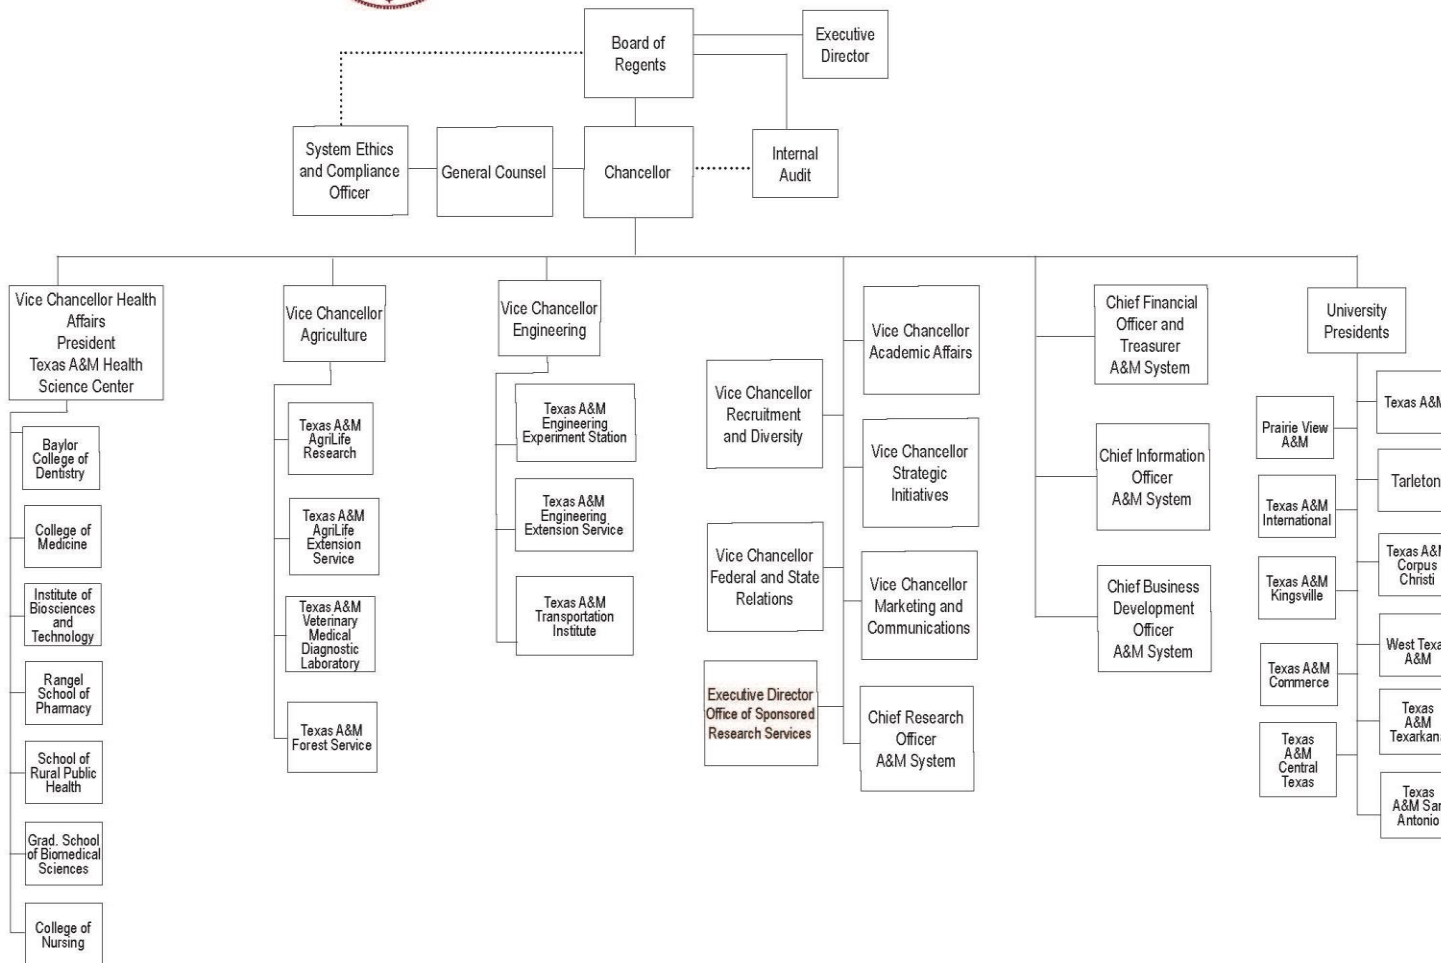 Board of
Regents
Executive
Director
System Ethics
and Compliance
Officer
General Counsel
Chancellor
Internal
Audit
Vice Chancellor Health
Affairs
President
Texas A&M Health
Science Center
Baylor
College of
Dentistry
College of
Medicine
Institute of
Biosciences
and
Technology
Rangel
School of
Pharmacy
School of
Rural Public
Health
Grad. School
of Biomedical
Sciences
College of
Nursing
Vice Chancellor
Agriculture
Texas A&M
AgriLife
Research
Texas A&M
AgriLife
Extension
Service
Texas A&M
Veterinary
Medical
Diagnostic
Laboratory
Texas A&M
Forest Service
Vice Chancellor
Engineering
Texas A&M
Engineering
Experiment Station
Texas A&M
Engineering
Extension Service
Texas A&M
Transportation
Institute
Vice Chancellor
Academic Affairs
Vice Chancellor
Recruitment
and Diversity
Vice Chancellor
Strategic
Initiatives
Vice Chancellor
Federal and State
Relations
Vice Chancellor
Marketing and
Communications
Executive Director
Office of Sponsored
Research Services
Chief Research
Officer
A&M System
Chief Financial
Officer and
Treasurer
A&M System
Chief Information
Officer
A&M System
Chief Business
Development
Officer
A&M System
University
Presidents
Texas A&M
Prairie View
A&M
Tarleton
Texas A&M
International
Texas A&M
Corpus
Christi
Texas A&M
Kingsville
West Texa
A&M
Texas A&M
Commerce
Texas
A&M
Texarkana
Texas
A&M
Central
Texas
Texas
A&M San
Antonio